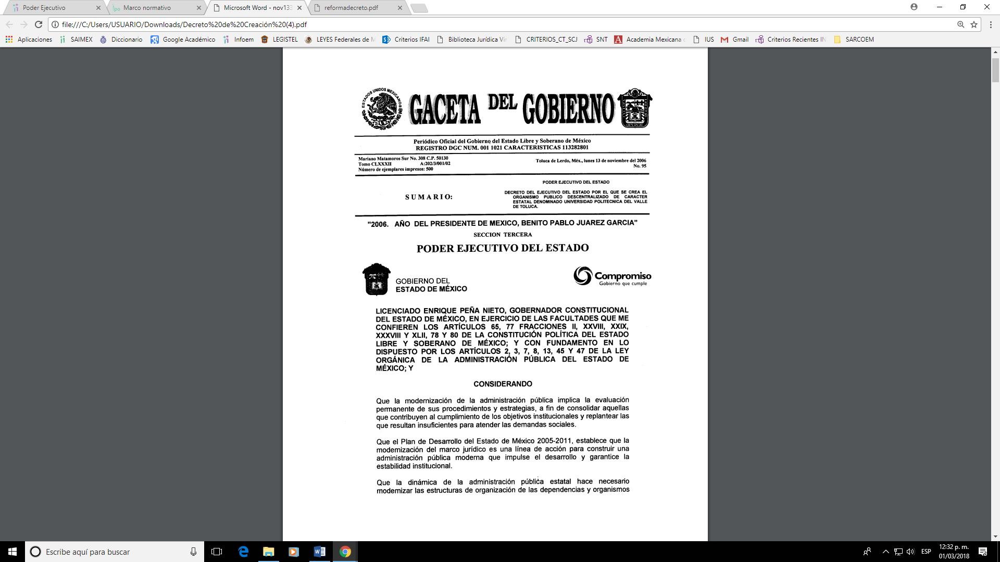 Poder Ejecutivo
Marco normativo
Microsoft Word - nov133
reformadecreto.pdf
file:///C:/Users/USUARIO/Downloads/Decreto%20de%20Creación%20(4).pdf
Aplicaciones
SAIMEX
Diccionario
Google Académico
Infoem
LEGISTEL
LEYES Federales de
Criterios IFAI
Biblioteca Jurídica Vir
CRITERIOS_CT_SCJ
SNT
Academia Mexicana
IUS
Gmail
Criterios Recientes IN
SARCOEM
ESTADOS UNIDOS MEXICANOS
GACETA DEL GOBIERNO
Periódico Oficial del Gobierno del Estado Libre y Soberano de México
REGISTRO DGC NUM. 001 1021 CARACTERISTICAS 113282801
Mariano Matamoros Sur No. 308 C.P. 50130
Tomo CLXXXII A:202/3/001/02
Número de ejemplares impresos: 500
Toluca de Lerdo, Méx., lunes 13 de noviembre del 2006
No. 95
SUMARIO:
PODER EJECUTIVO DEL ESTADO
DECRETO DEL EJECUTIVO DEL ESTADO POR EL QUE SE CREA EL
ORGANISMO PUBLICO DESCENTRALIZADO DE CARACTER
ESTATAL DENOMINADO UNIVERSIDAD POLITECNICA DEL VALLE
DE TOLUCA.
"2006. AÑO DEL PRESIDENTE DE MEXICO, BENITO PABLO JUAREZ GARCIA"
SECCION TERCERA
PODER EJECUTIVO DEL ESTADO
GOBIERNO DEL
ESTADO DE MÉXICO
Compromiso
Gobierno que cumple
LICENCIADO ENRIQUE PEÑA NIETO, GOBERNADOR CONSTITUCIONAL
DEL ESTADO DE MÉXICO, EN EJERCICIO DE LAS FACULTADES QUE ME
CONFIEREN LOS ARTÍCULOS 65, 77 FRACCIONES II, XXVIII, XXIX,
XXXVIII Y XLII, 78 Y 80 DE LA CONSTITUCIÓN POLÍTICA DEL ESTADO
LIBRE Y SOBERANO DE MÉXICO; Y CON FUNDAMENTO EN LO
DISPUESTO POR LOS ARTÍCULOS 2, 3, 7, 8, 13, 45 Y 47 DE LA LEY
ORGÁNICA DE LA ADMINISTRACIÓN PÚBLICA DEL ESTADO DE
MÉXICO; Y
CONSIDERANDO
Que la modernización de la administración pública implica la evaluación
permanente de sus procedimientos y estrategias, a fin de consolidar aquellas
que contribuyen al cumplimiento de los objetivos institucionales y replantear las
que resultan insuficientes para atender las demandas sociales.
Que el Plan de Desarrollo del Estado de México 2005-2011, establece que la
modernización del marco jurídico es una línea de acción para construir una
administración pública moderna que impulse el desarrollo y garantice la
estabilidad institucional.
Que la dinámica de la administración pública estatal hace necesario
modernizar las estructuras de organización de las dependencias y organismos
Escribe aquí para buscar
ESP
12:32 p. m.
01/03/2018